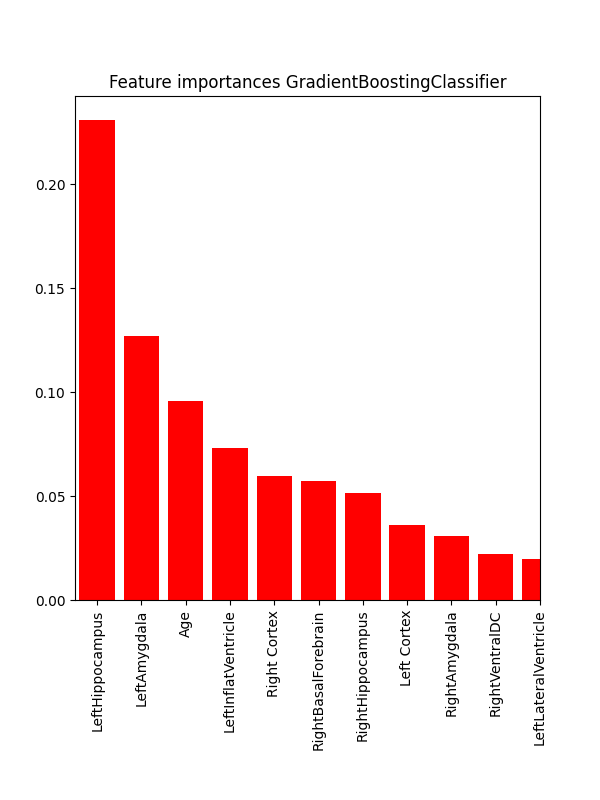 Feature importances GradientBoostingClassifier
0.20
0.15
0.10
0.05
0.00
LeftHippocampus
LeftAmygdala
Age
LeftInflatVentricle
Right Cortex
RightBasalForebrain
RightHippocampus
Left Cortex
RightAmygdala
RightVentralDC
LeftLateralVentricle